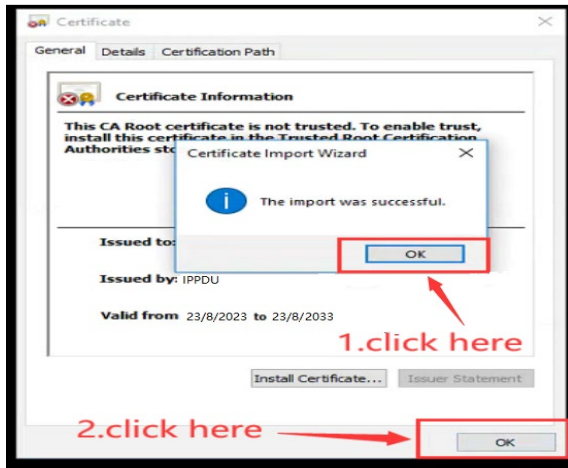 Certificate
General Details Certification Path
Certificate Information
This CA Root certificate is not trusted. To enable trust,
install this certificate in the Trusted Root Certification
Authorities
Certificate Import Wizard
The import was successful.
OK
Issued to:
Issued by: IPPDU
Valid from 23/8/2023 to 23/8/2033
1.click here
Install Certificate... Issuer Statement
2.click here
OK